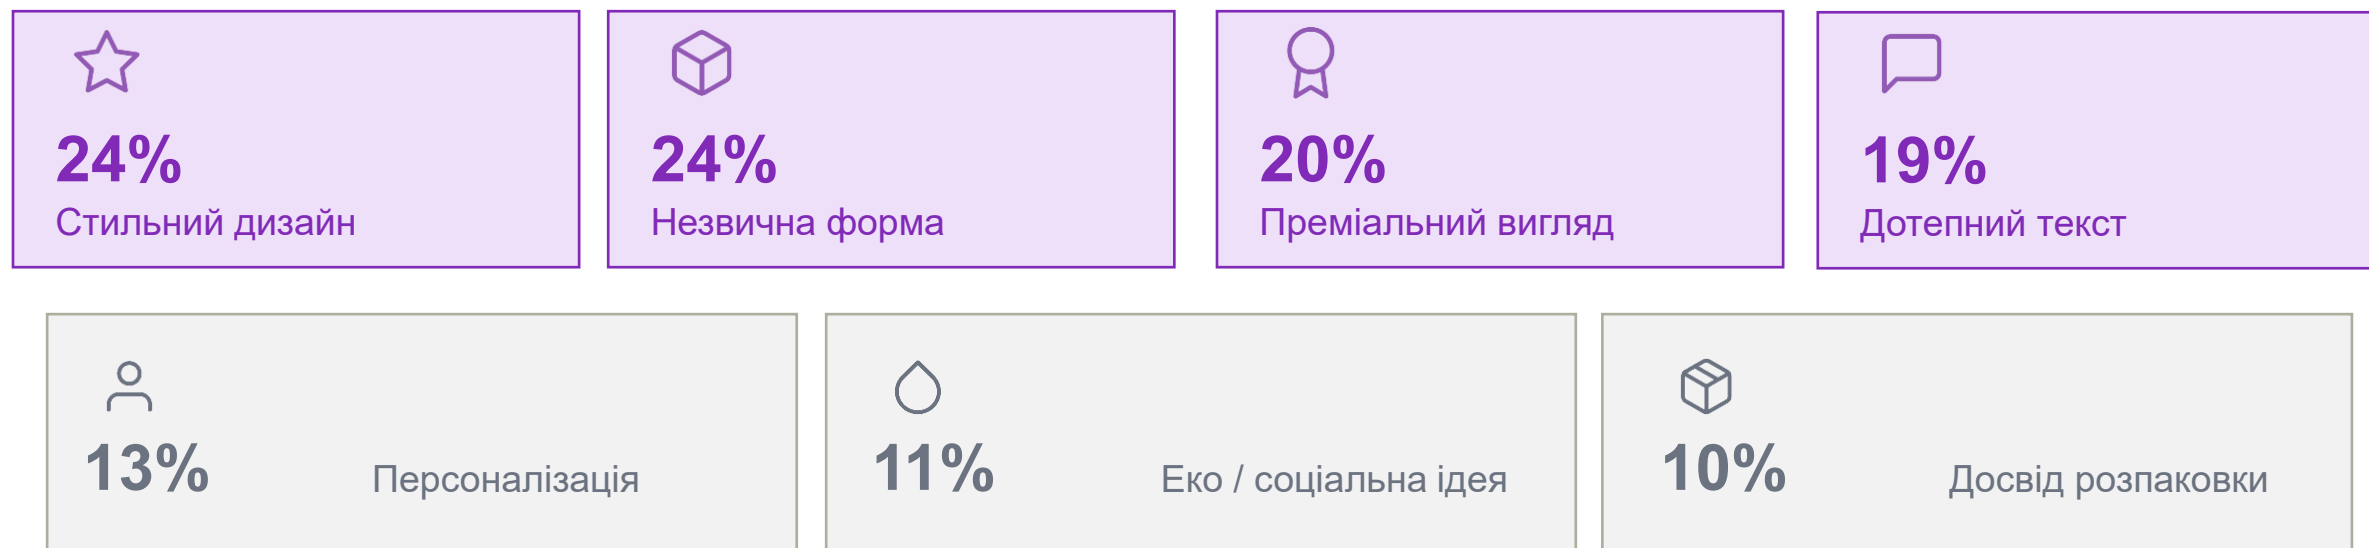 24%
Стильний дизайн
24%
Незвична форма
20%
Преміальний вигляд
19%
Дотепний текст
13%
Персоналізація
11%
Еко / соціальна ідея
10%
Досвід розпаковки